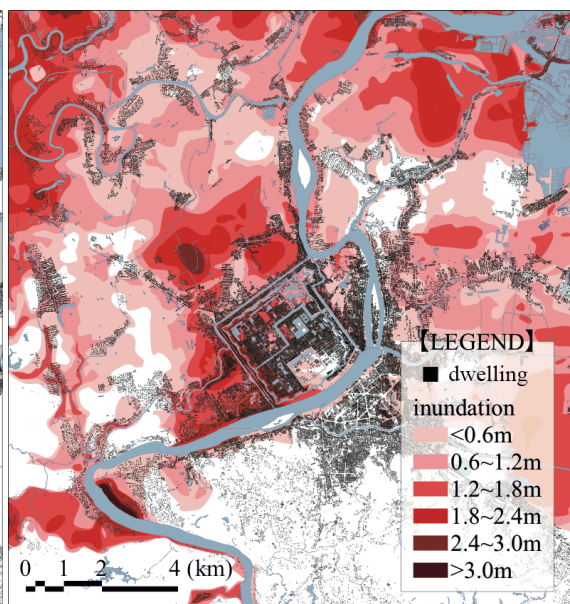 【LEGEND】
dwelling
inundation
<0.6m
0.6~1.2m
1.2~1.8m
1.8~2.4m
2.4~3.0m
>3.0m
0 1 2 4 (km)